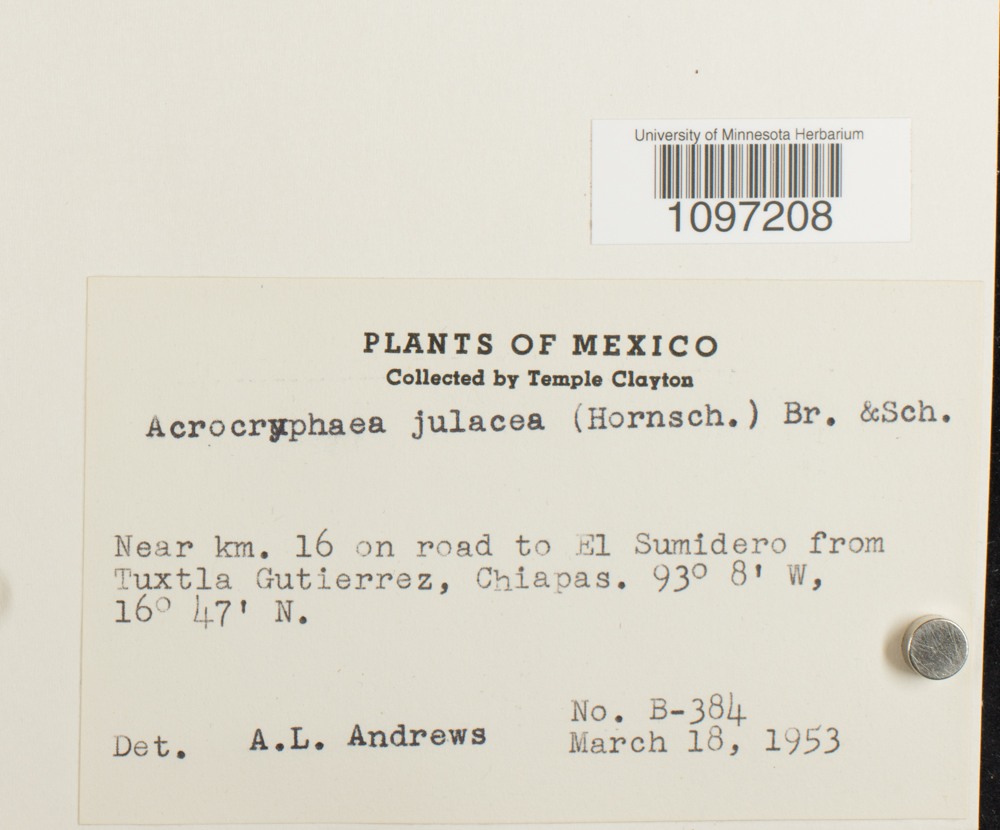 University of Minnesota Herbarium
1097208
PLANTS OF MEXICO
Collected by Temple Clayton
Acrocryphaea julacea (Hornsch.) Br. &Sch.
Near km. 16 on road to El Sumidero from
Tuxtla Gutierrez, Chiapas. 93° 8' W,
16° 47' N.
No. B-384
Det. A.L. Andrews
March 18, 1953